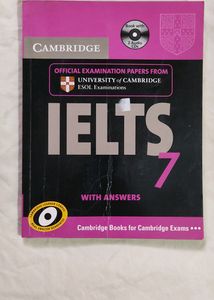 CAMBRIDGE
Book with
2 Audio
CDs
OFFICIAL EXAMINATION PAPERS FROM
UNIVERSITY of CAMBRIDGE
ESOL Examinations
IELTS
7
WITH ANSWERS
Cambridge Books for Cambridge Exams